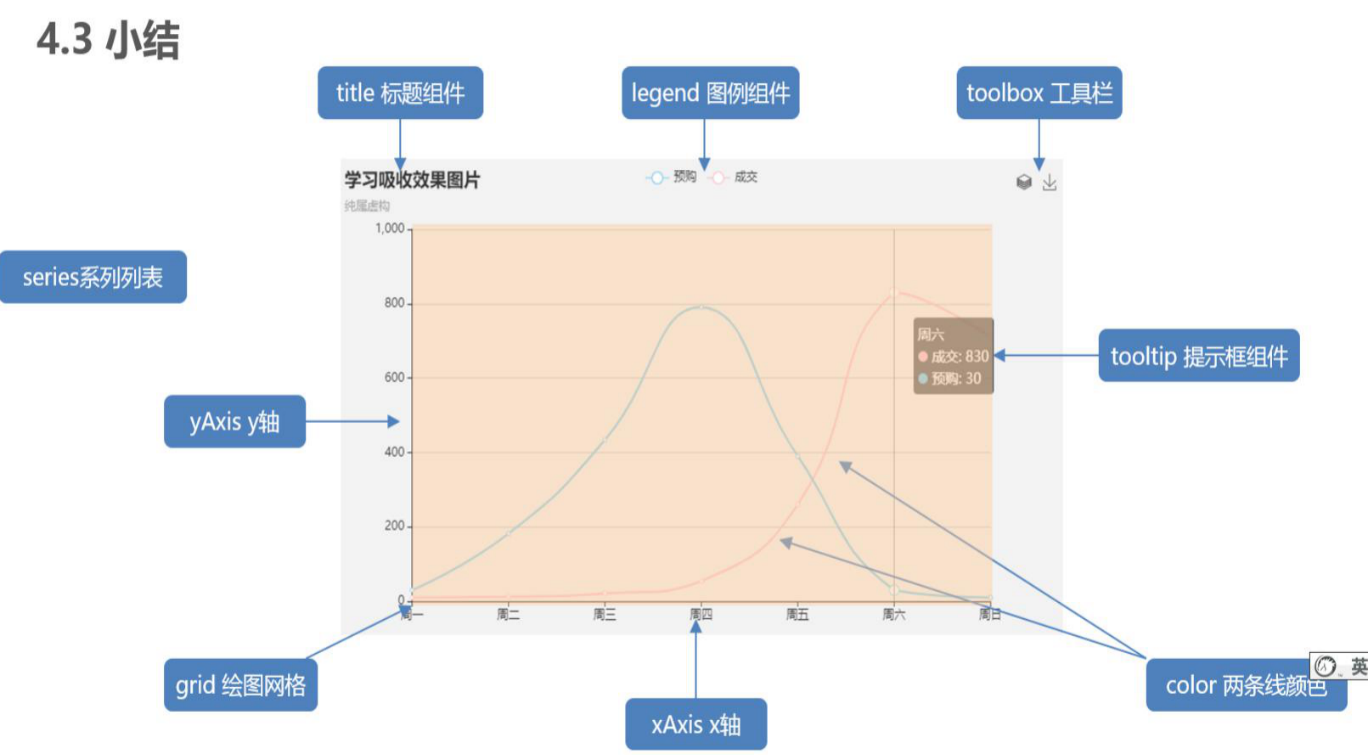 4.3 小结
title 标题组件
legend 图例组件
toolbox 工具栏
学习吸收效果图片
预购
成交
纯属虚构
1,000
series系列列表
800
周六
成交: 830
预购: 30
tooltip 提示框组件
600
yAxis y轴
400
200
0
周一
周二
周三
周四
周五
周六
周日
grid 绘图网格
xAxis x轴
color 两条线颜色
英